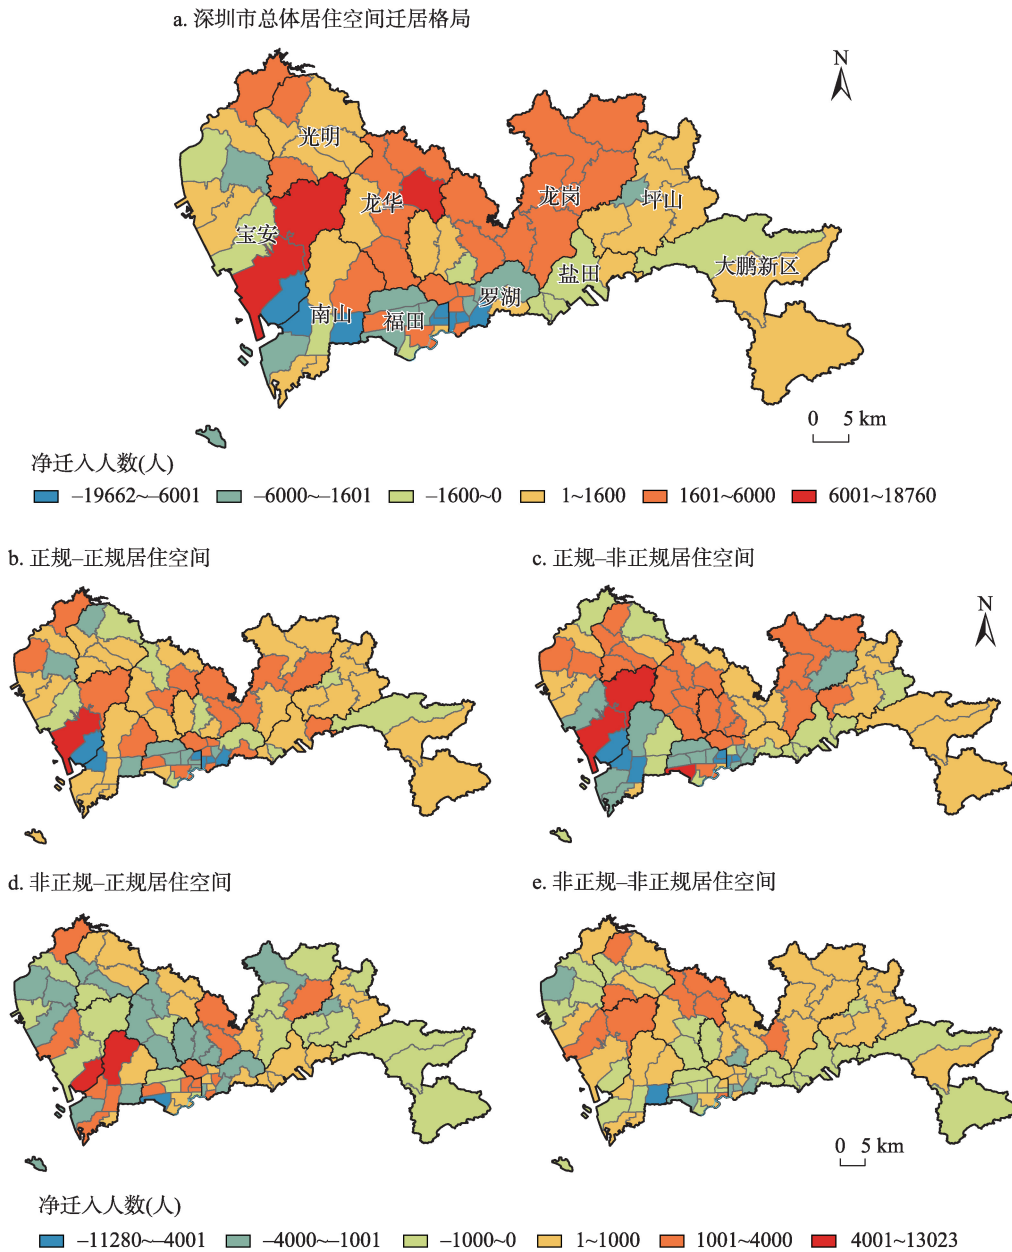 a. 深圳市总体居住空间迁居格局
N
光明
龙华
龙岗
坪山
宝安
大鹏新区
盐田
罗湖
南山
福田
0 5 km
净迁入人数(人)
–19662~–6001 –6000~–1601 –1600~0 1~1600 1601~6000 6001~18760
b. 正规–正规居住空间 c. 正规–非正规居住空间
N
d. 非正规–正规居住空间 e. 非正规–非正规居住空间
0 5 km
净迁入人数(人)
–11280~–4001 –4000~–1001 –1000~0 1~1000 1001~4000 4001~13023